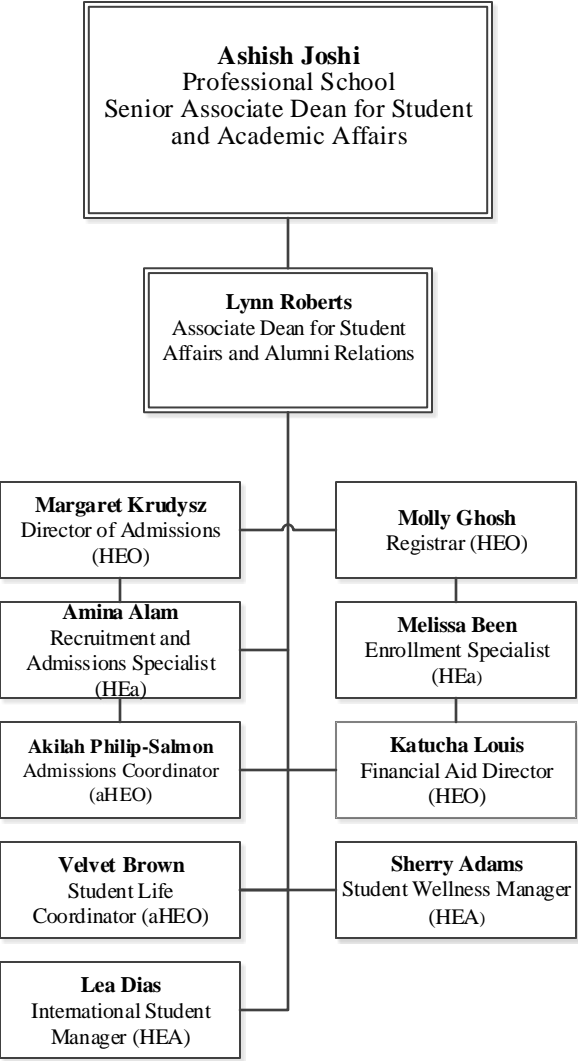 Ashish Joshi
Professional School
Senior Associate Dean for Student
and Academic Affairs
Lynn Roberts
Associate Dean for Student
Affairs and Alumni Relations
Margaret Krudysz
Director of Admissions
(HEO)
Molly Ghosh
Registrar (HEO)
Amina Alam
Recruitment and
Admissions Specialist
(HEa)
Melissa Been
Enrollment Specialist
(HEa)
Akilah Philip-Salmon
Admissions Coordinator
(aHEO)
Katucha Louis
Financial Aid Director
(HEO)
Velvet Brown
Student Life
Coordinator (aHEO)
Sherry Adams
Student Wellness Manager
(HEA)
Lea Dias
International Student
Manager (HEA)